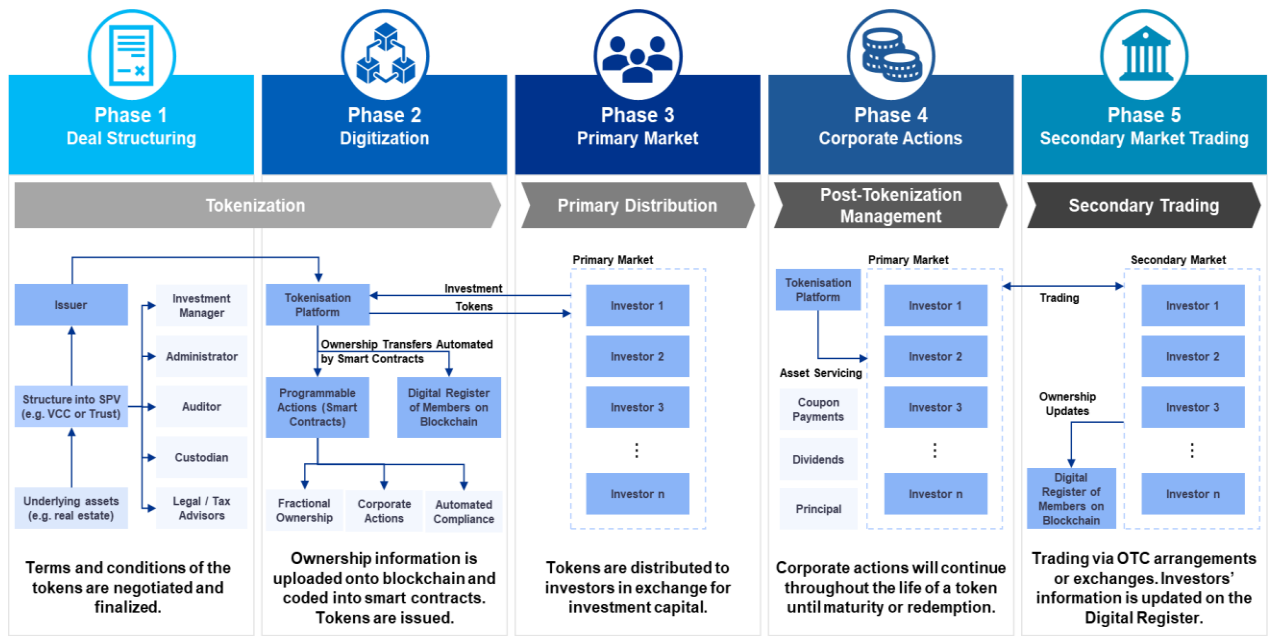 Phase 1
Deal Structuring
Phase 2
Digitization
Phase 3
Primary Market
Phase 4
Corporate Actions
Phase 5
Secondary Market Trading
Tokenization
Primary Distribution
Post-Tokenization
Management
Secondary Trading
Issuer
Structure into SPV
(e.g. VCC or Trust)
Underlying assets
(e.g. real estate)
Investment
Manager
Administrator
Auditor
Custodian
Legal / Tax
Advisors
Terms and conditions of the
tokens are negotiated and
finalized.
Tokenisation
Platform
Ownership Transfers Automated
by Smart Contracts
Programmable
Actions (Smart
Contracts)
Digital Register
of Members on
Blockchain
Fractional
Ownership
Corporate
Actions
Automated
Compliance
Ownership information is
uploaded onto blockchain and
coded into smart contracts.
Tokens are issued.
Investment
Tokens
Primary Market
Investor 1
Investor 2
Investor 3
⋮
Investor n
Tokens are distributed to
investors in exchange for
investment capital.
Tokenisation
Platform
Asset Servicing
Coupon
Payments
Dividends
Principal
Primary Market
Investor 1
Investor 2
Investor 3
⋮
Investor n
Corporate actions will continue
throughout the life of a token
until maturity or redemption.
Trading
Ownership
Updates
Digital
Register of
Members on
Blockchain
Secondary Market
Investor 1
Investor 2
Investor 3
⋮
Investor n
Trading via OTC arrangements
or exchanges. Investors’
information is updated on the
Digital Register.